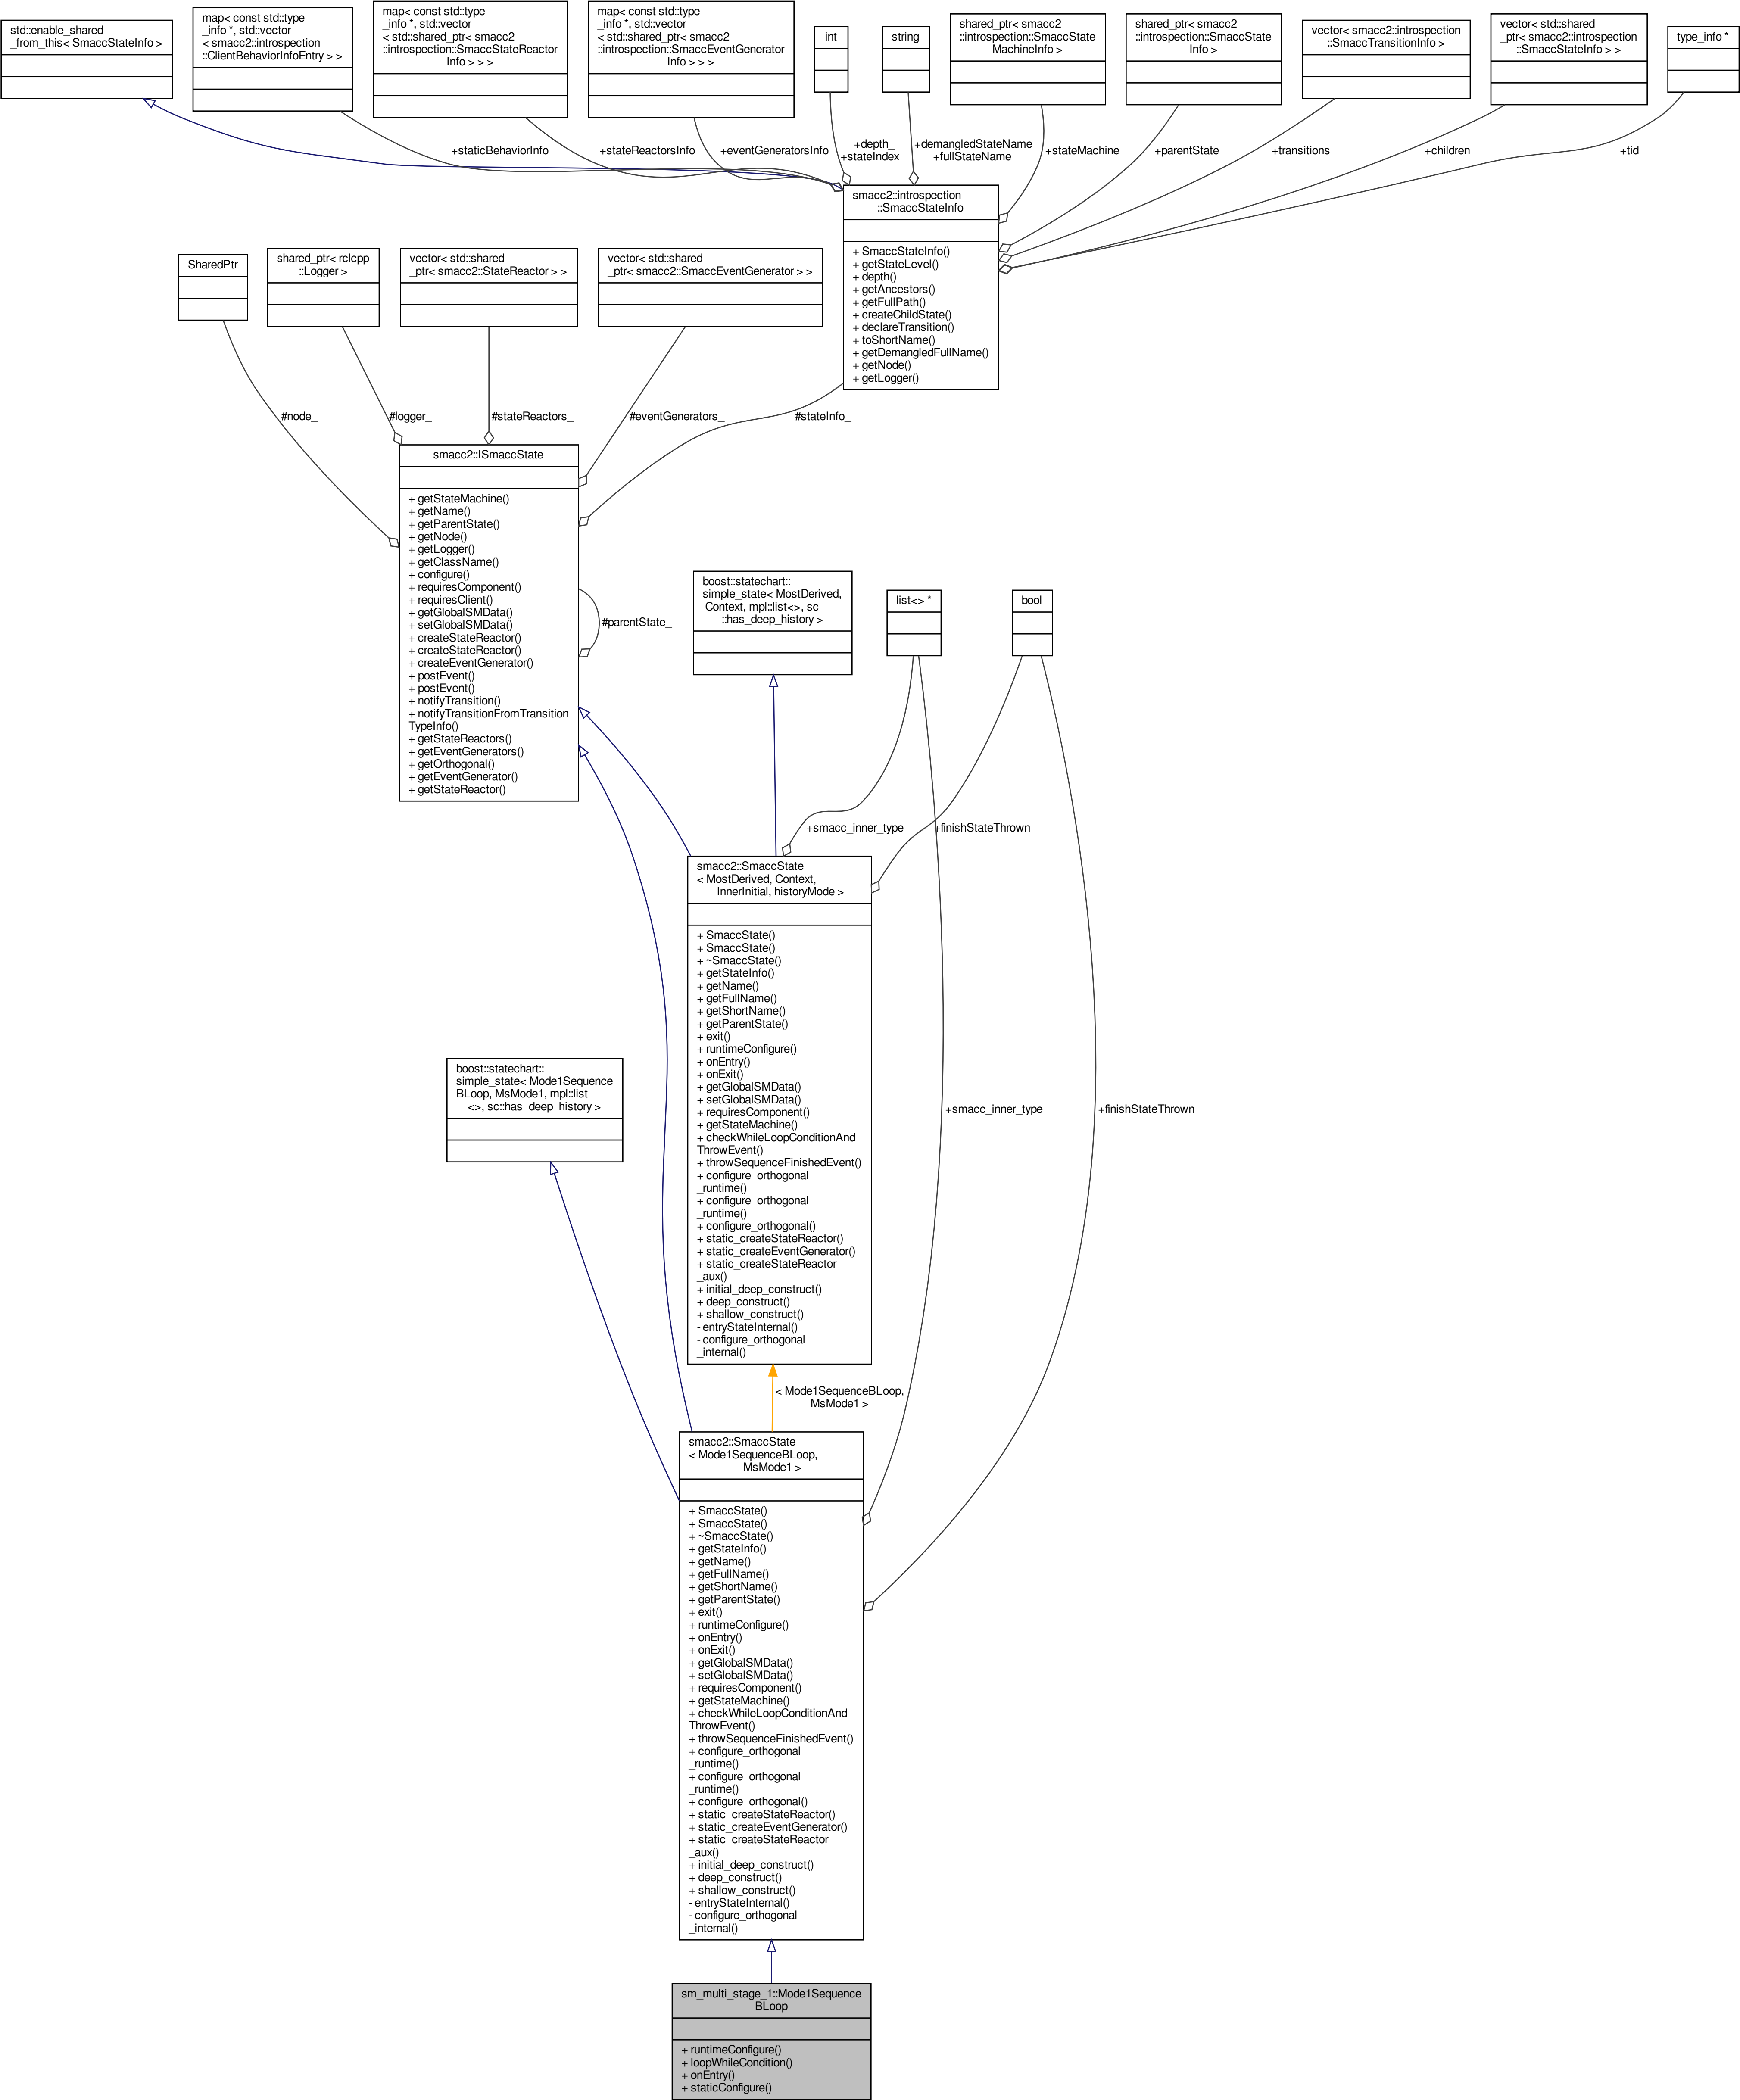 std::enable_shared
_from_this< SmaccStateInfo >
map< const std::type
_info *, std::vector
< smacc2::introspection
::ClientBehaviorInfoEntry > >
map< const std::type
_info *, std::vector
< std::shared_ptr< smacc2
::introspection::SmaccStateReactor
Info > > >
map< const std::type
_info *, std::vector
< std::shared_ptr< smacc2
::introspection::SmaccEventGenerator
Info > > >
int
string
shared_ptr< smacc2
::introspection::SmaccState
MachineInfo >
shared_ptr< smacc2
::introspection::SmaccState
Info >
vector< smacc2::introspection
::SmaccTransitionInfo >
vector< std::shared
_ptr< smacc2::introspection
::SmaccStateInfo > >
type_info *
+staticBehaviorInfo
+stateReactorsInfo
+eventGeneratorsInfo
+depth_
+stateIndex_
+demangledStateName
+fullStateName
+stateMachine_
+parentState_
+transitions_
+children_
+tid_
smacc2::introspection
::SmaccStateInfo
+ SmaccStateInfo()
+ getStateLevel()
+ depth()
+ getAncestors()
+ getFullPath()
+ createChildState()
+ declareTransition()
+ toShortName()
+ getDemangledFullName()
+ getNode()
+ getLogger()
SharedPtr
shared_ptr< rclcpp
::Logger >
vector< std::shared
_ptr< smacc2::StateReactor > >
vector< std::shared
_ptr< smacc2::SmaccEventGenerator > >
#node_
#logger_
#stateReactors_
#eventGenerators_
#stateInfo_
smacc2::ISmaccState
+ getStateMachine()
+ getName()
+ getParentState()
+ getNode()
+ getLogger()
+ getClassName()
+ configure()
+ requiresComponent()
+ requiresClient()
+ getGlobalSMData()
+ setGlobalSMData()
+ createStateReactor()
+ createStateReactor()
+ createEventGenerator()
+ postEvent()
+ postEvent()
+ notifyTransition()
+ notifyTransitionFromTransition
TypeInfo()
+ getStateReactors()
+ getEventGenerators()
+ getOrthogonal()
+ getEventGenerator()
+ getStateReactor()
#parentState_
boost::statechart::
simple_state< MostDerived,
Context, mpl::list<>, sc
::has_deep_history >
list<> *
bool
+smacc_inner_type
+finishStateThrown
smacc2::SmaccState
< MostDerived, Context,
InnerInitial, historyMode >
+ SmaccState()
+ SmaccState()
+ ~SmaccState()
+ getStateInfo()
+ getName()
+ getFullName()
+ getShortName()
+ getParentState()
+ exit()
+ runtimeConfigure()
+ onEntry()
+ onExit()
+ getGlobalSMData()
+ setGlobalSMData()
+ requiresComponent()
+ getStateMachine()
+ checkWhileLoopConditionAnd
ThrowEvent()
+ throwSequenceFinishedEvent()
+ configure_orthogonal
_runtime()
+ configure_orthogonal
_runtime()
+ configure_orthogonal()
+ static_createStateReactor()
+ static_createEventGenerator()
+ static_createStateReactor
_aux()
+ initial_deep_construct()
+ deep_construct()
+ shallow_construct()
- entryStateInternal()
- configure_orthogonal
_internal()
boost::statechart::
simple_state< Mode1Sequence
BLoop, MsMode1, mpl::list
<>, sc::has_deep_history >
+smacc_inner_type
+finishStateThrown
< Mode1SequenceBLoop,
MsMode1 >
smacc2::SmaccState
< Mode1SequenceBLoop,
MsMode1 >
+ SmaccState()
+ SmaccState()
+ ~SmaccState()
+ getStateInfo()
+ getName()
+ getFullName()
+ getShortName()
+ getParentState()
+ exit()
+ runtimeConfigure()
+ onEntry()
+ onExit()
+ getGlobalSMData()
+ setGlobalSMData()
+ requiresComponent()
+ getStateMachine()
+ checkWhileLoopConditionAnd
ThrowEvent()
+ throwSequenceFinishedEvent()
+ configure_orthogonal
_runtime()
+ configure_orthogonal
_runtime()
+ configure_orthogonal()
+ static_createStateReactor()
+ static_createEventGenerator()
+ static_createStateReactor
_aux()
+ initial_deep_construct()
+ deep_construct()
+ shallow_construct()
- entryStateInternal()
- configure_orthogonal
_internal()
sm_multi_stage_1::Mode1Sequence
BLoop
+ runtimeConfigure()
+ loopWhileCondition()
+ onEntry()
+ staticConfigure()